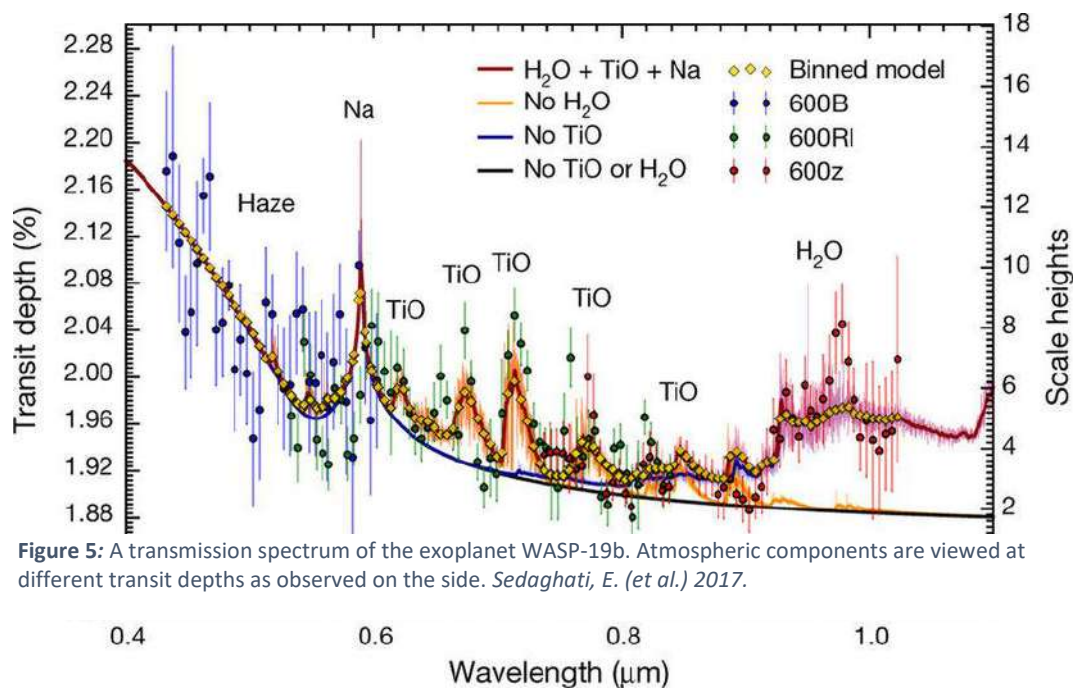 2.28
2.24
2.20
2.16
2.12
2.08
2.04
2.00
1.96
1.92
1.88
Transit depth (%)
18
16
14
12
10
8
6
4
2
Scale heights
H₂O + TiO + Na
No H₂O
No TiO
No TiO or H₂O
Binned model
600B
600RI
600z
Na
Haze
TiO
TiO
TiO
TiO
TiO
H₂O
Figure 5: A transmission spectrum of the exoplanet WASP-19b. Atmospheric components are viewed at
different transit depths as observed on the side. Sedaghati, E. (et al.) 2017.
0.4 0.6 0.8 1.0
Wavelength (μm)